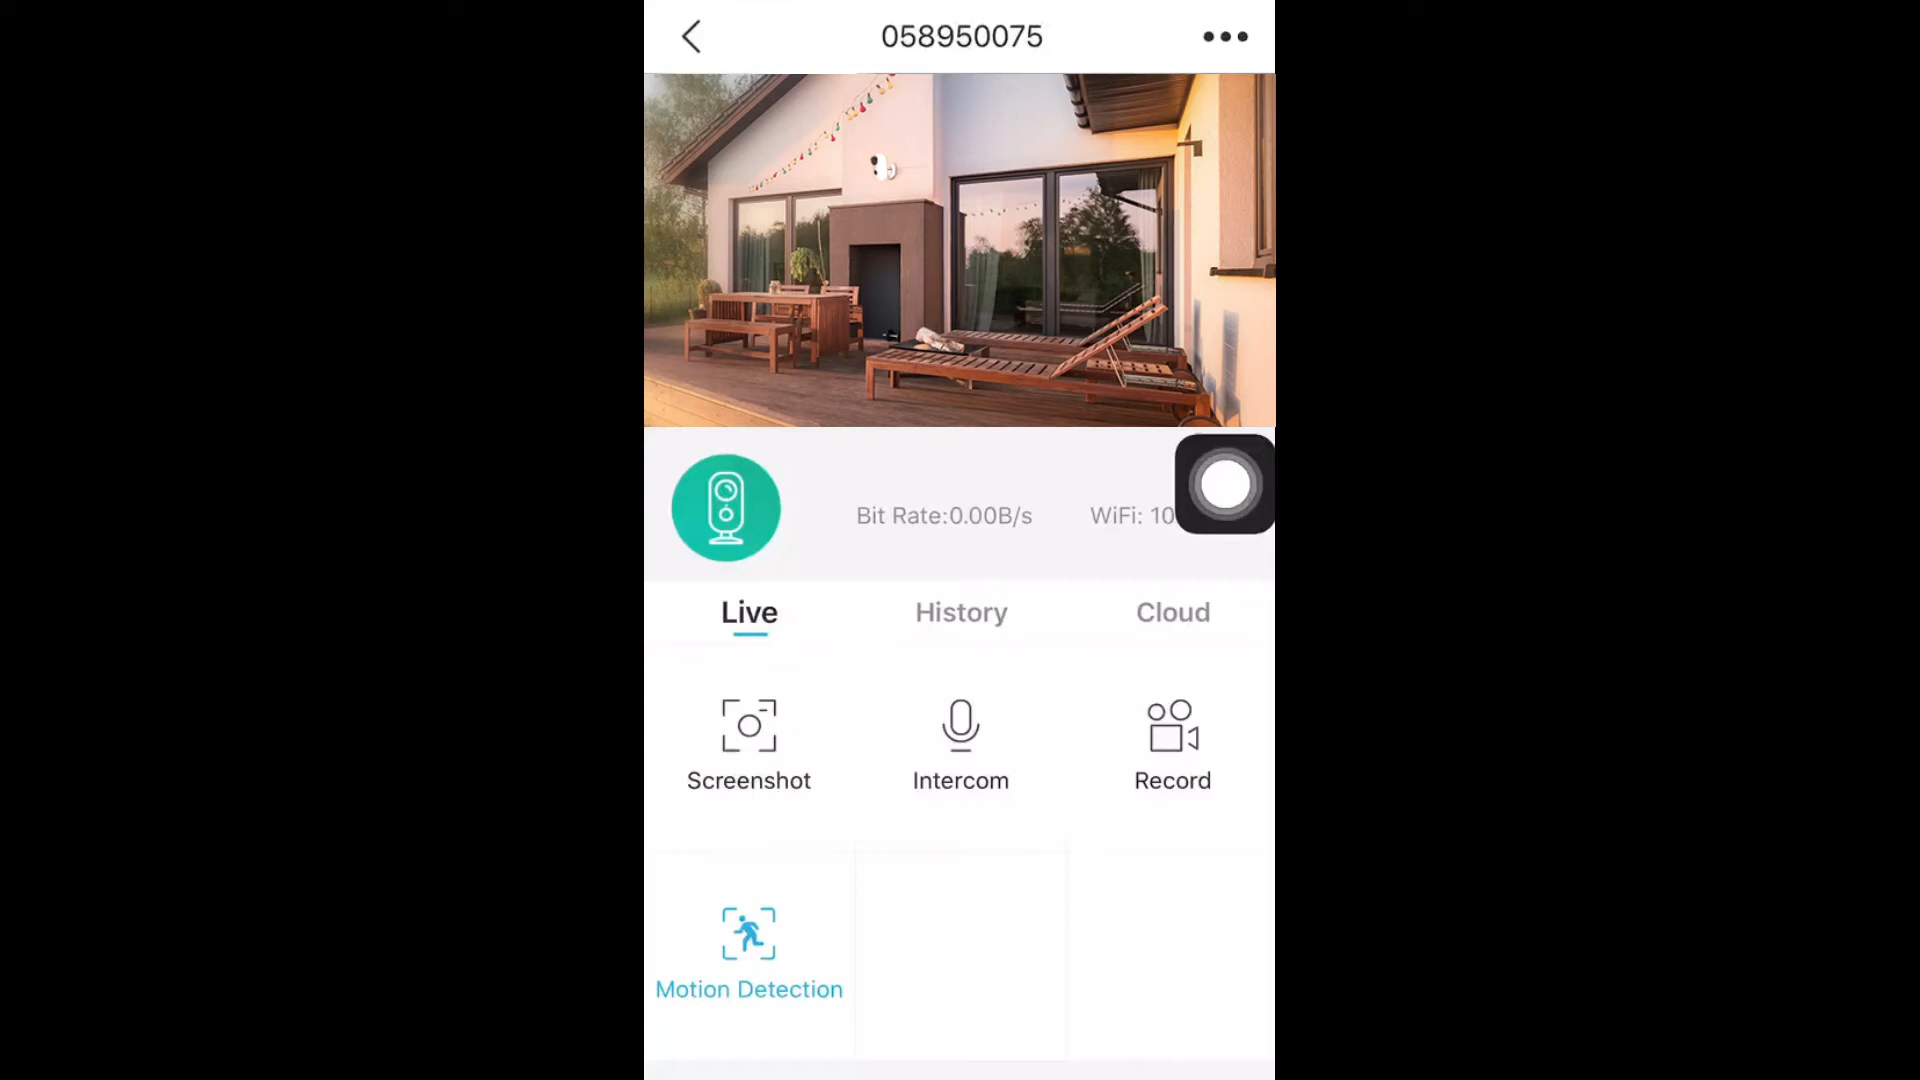 058950075
Bit Rate:0.00B/s
WiFi: 10
Live
History
Cloud
Screenshot
Intercom
Record
Motion Detection